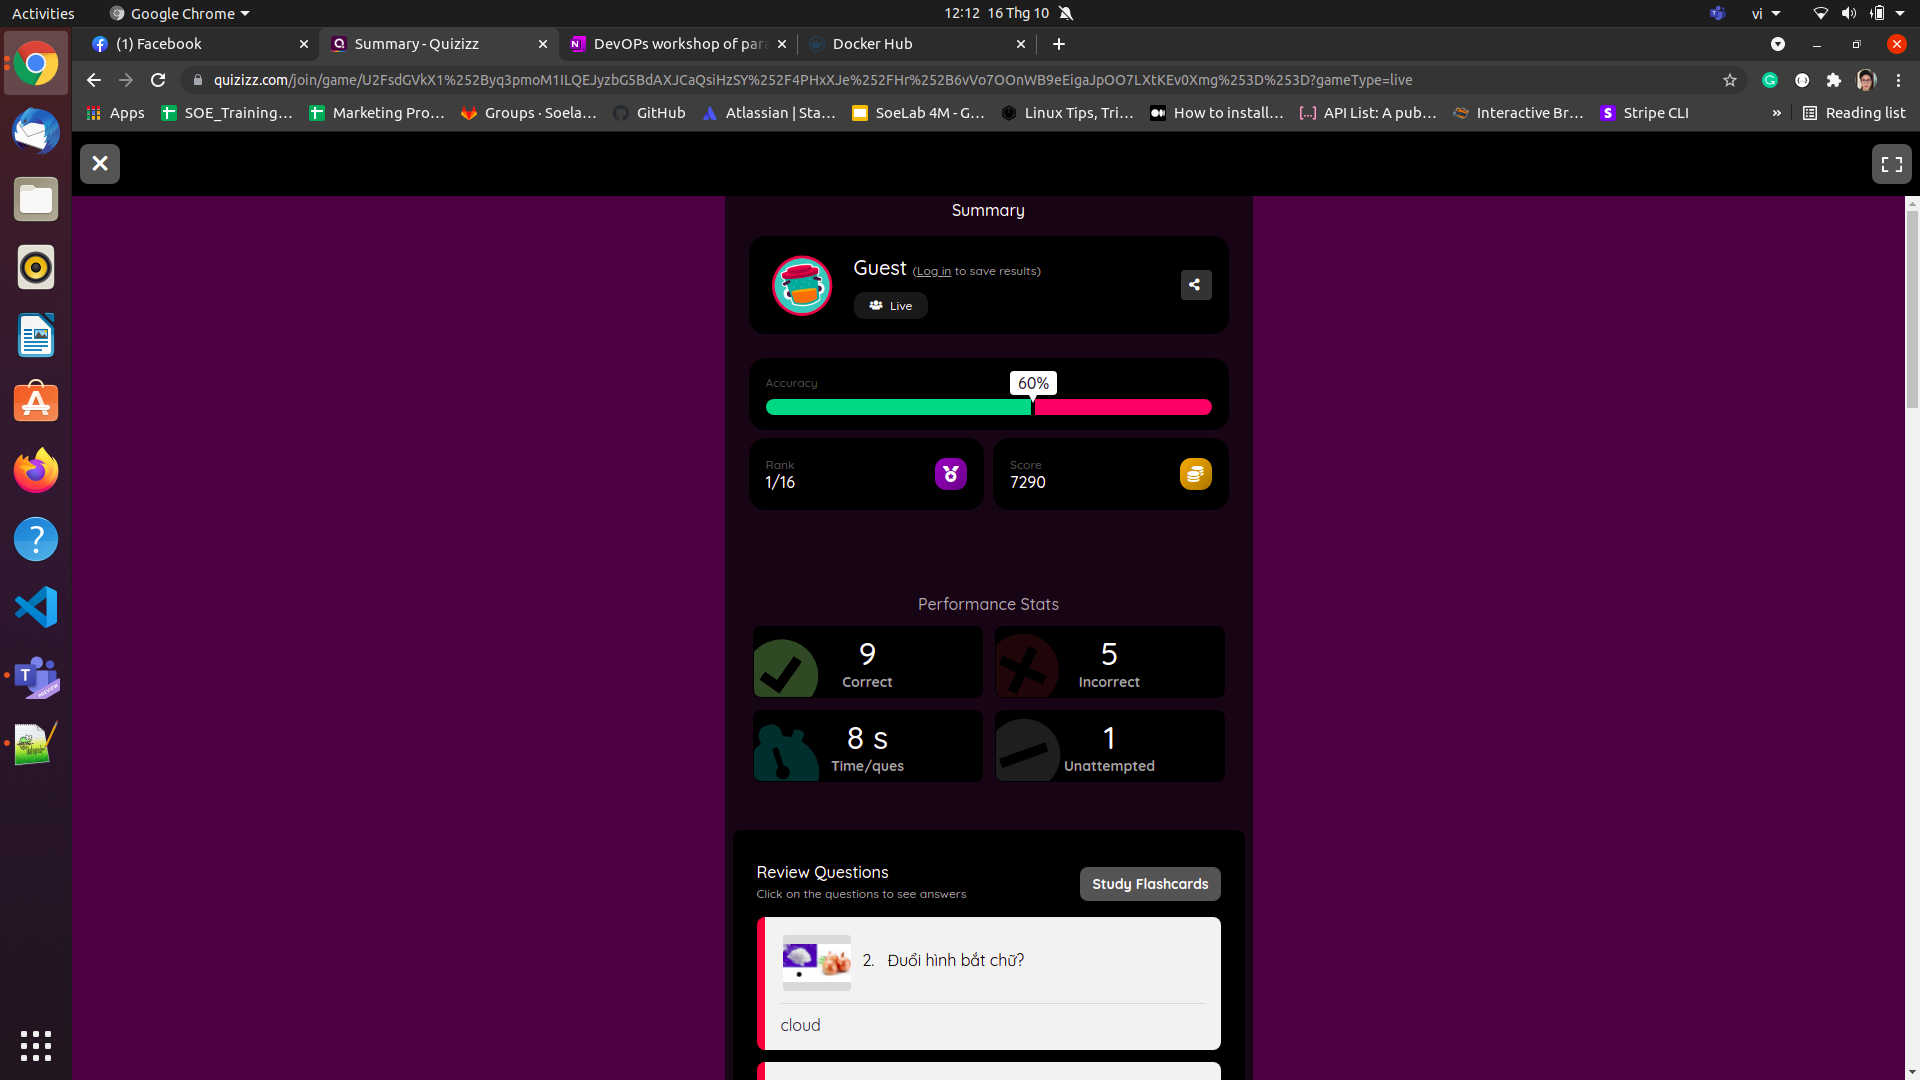 Activities
Google Chrome
12:12 16 Thg 10
vi
(1) Facebook
Summary - Quizizz
DevOPs workshop of par
Docker Hub
quizizz.com/join/game/U2FsdGVkX1%252Byq3pmoM1ILQEJyzbG5BdAXJCaQsiHzSY%252F4PHxXJe%252FHr%252B6vVo7OOnWB9eEigaJpOO7LXtKEv0Xmg%253D%253D?gameType=live
Apps
SOE_Training…
Marketing Pro…
Groups · Soela…
GitHub
Atlassian | Sta…
SoeLab 4M - G…
Linux Tips, Tri…
How to install…
API List: A pub…
Interactive Br…
Stripe CLI
»
Reading list
Summary
Guest (Log in to save results)
Live
Accuracy
60%
Rank
1/16
Score
7290
Performance Stats
9
Correct
5
Incorrect
8 s
Time/ques
1
Unattempted
Review Questions
Click on the questions to see answers
Study Flashcards
2. Đuổi hình bắt chữ?
cloud